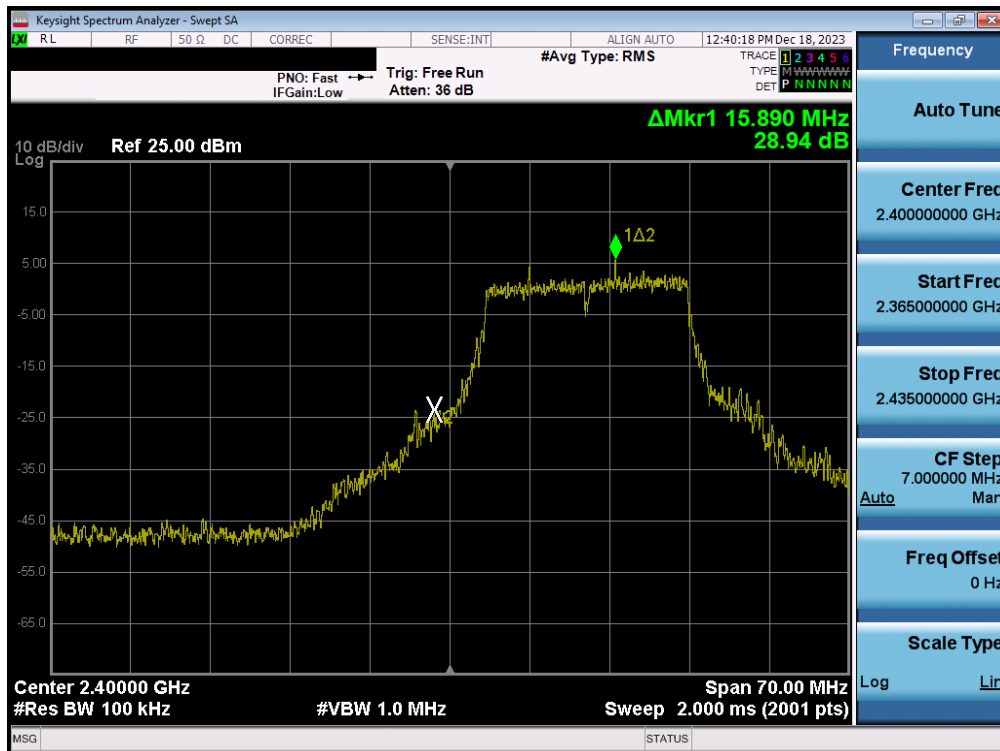 Keysight Spectrum Analyzer - Swept SA
LXI RL RF 50 Ω DC CORREC SENSE:INT ALIGN AUTO 12:40:18 PM Dec 18, 2023
Frequency
#Avg Type: RMS
TRACE 1 2 3 4 5 6
PNO: Fast Trig: Free Run
TYPE M WWWWW
IFGain:Low Atten: 36 dB
DET P N N N N N
Auto Tune
ΔMkr1 15.890 MHz
28.94 dB
10 dB/div Ref 25.00 dBm
Log
Center Freq
2.400000000 GHz
15.0
1Δ2
5.00
Start Freq
2.365000000 GHz
-5.00
-15.0
Stop Freq
2.435000000 GHz
-25.0
X
-35.0
CF Step
7.000000 MHz
Auto Man
-45.0
Freq Offset
0 Hz
-55.0
-65.0
Scale Type
Log Lin
Center 2.40000 GHz Span 70.00 MHz
#Res BW 100 kHz #VBW 1.0 MHz Sweep 2.000 ms (2001 pts)
MSG STATUS